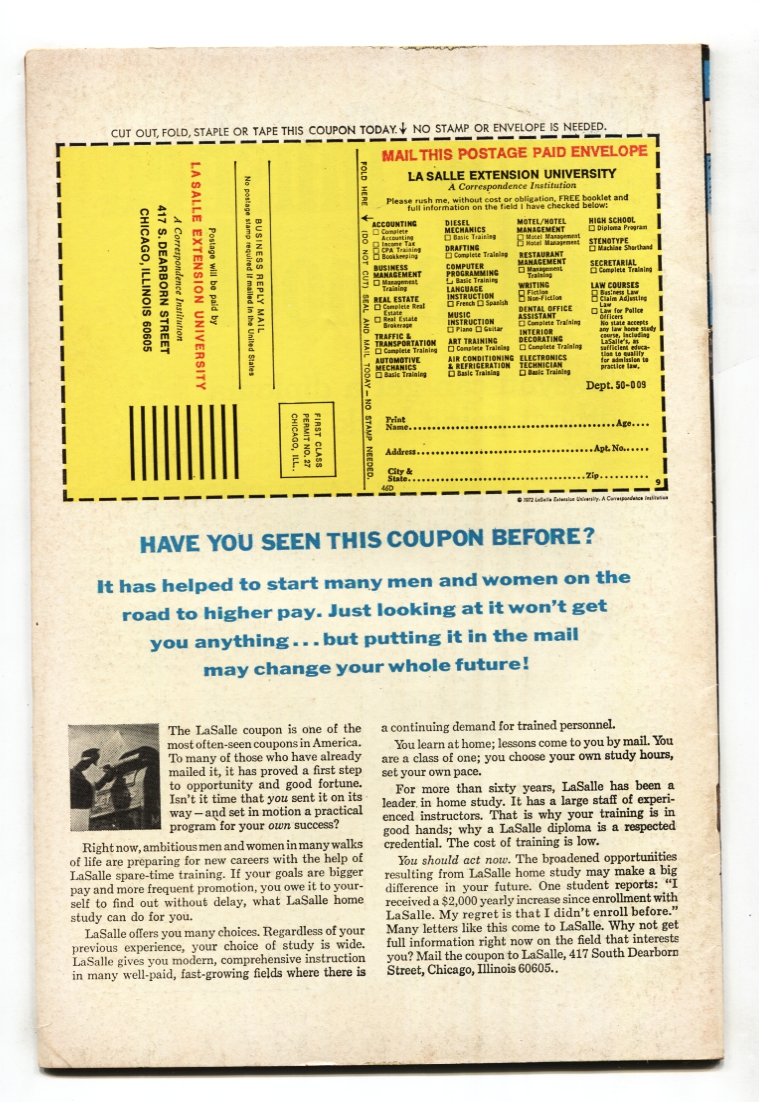 CUT OUT, FOLD, STAPLE OR TAPE THIS COUPON TODAY. NO STAMP OR ENVELOPE IS NEEDED.
Postage will be paid by
LA SALLE EXTENSION UNIVERSITY
A Correspondence Institution
417 S. DEARBORN STREET
CHICAGO, ILLINOIS 60605
BUSINESS REPLY MAIL
No postage stamp required if mailed in the United States
FIRST CLASS
PERMIT NO. 27
CHICAGO, ILL.
FOLD HERE (DO NOT CUT) SEAL AND MAIL TODAY—NO STAMP NEEDED.
MAIL THIS POSTAGE PAID ENVELOPE
LA SALLE EXTENSION UNIVERSITY
A Correspondence Institution
Please rush me, without cost or obligation, FREE booklet and
full information on the field I have checked below:
ACCOUNTING
Complete
Accounting
Income Tax
CPA Training
Bookkeeping
BUSINESS
MANAGEMENT
Management
Training
REAL ESTATE
Complete Real
Estate
Real Estate
Brokerage
TRAFFIC &
TRANSPORTATION
Complete Training
AUTOMOTIVE
MECHANICS
Basic Training
DIESEL
MECHANICS
Basic Training
DRAFTING
Complete Training
COMPUTER
PROGRAMMING
Basic Training
LANGUAGE
INSTRUCTION
French Spanish
MUSIC
INSTRUCTION
Piano Guitar
ART TRAINING
Complete Training
AIR CONDITIONING
& REFRIGERATION
Basic Training
MOTEL/HOTEL
MANAGEMENT
Motel Management
Hotel Management
RESTAURANT
MANAGEMENT
Management
Training
WRITING
Fiction
Non-Fiction
DENTAL OFFICE
ASSISTANT
Complete Training
INTERIOR
DECORATING
Complete Training
ELECTRONICS
TECHNICIAN
Basic Training
HIGH SCHOOL
Diploma Program
STENOTYPE
Machine Shorthand
SECRETARIAL
Complete Training
LAW COURSES
Business Law
Claim Adjusting
Law
Law for Police
Officers
No state accepts
any law home study
course, including
LaSalle's, as
sufficient educa-
tion to qualify
for admission to
practice law.
Dept. 50-009
Print
Name Age
Address Apt. No.
City &
State Zip
46D 9
© 1972 LaSalle Extension University. A Correspondence Institution
HAVE YOU SEEN THIS COUPON BEFORE?
It has helped to start many men and women on the
road to higher pay. Just looking at it won't get
you anything...but putting it in the mail
may change your whole future!
The LaSalle coupon is one of the
most often-seen coupons in America.
To many of those who have already
mailed it, it has proved a first step
to opportunity and good fortune.
Isn't it time that you sent it on its
way—and set in motion a practical
program for your own success?
Right now, ambitious men and women in many walks
of life are preparing for new careers with the help of
LaSalle spare-time training. If your goals are bigger
pay and more frequent promotion, you owe it to your-
self to find out without delay, what LaSalle home
study can do for you.
LaSalle offers you many choices. Regardless of your
previous experience, your choice of study is wide.
LaSalle gives you modern, comprehensive instruction
in many well-paid, fast-growing fields where there is
a continuing demand for trained personnel.
You learn at home; lessons come to you by mail. You
are a class of one; you choose your own study hours,
set your own pace.
For more than sixty years, LaSalle has been a
leader in home study. It has a large staff of experi-
enced instructors. That is why your training is in
good hands; why a LaSalle diploma is a respected
credential. The cost of training is low.
You should act now. The broadened opportunities
resulting from LaSalle home study may make a big
difference in your future. One student reports: "I
received a $2,000 yearly increase since enrollment with
LaSalle. My regret is that I didn't enroll before."
Many letters like this come to LaSalle. Why not get
full information right now on the field that interests
you? Mail the coupon to LaSalle, 417 South Dearborn
Street, Chicago, Illinois 60605..